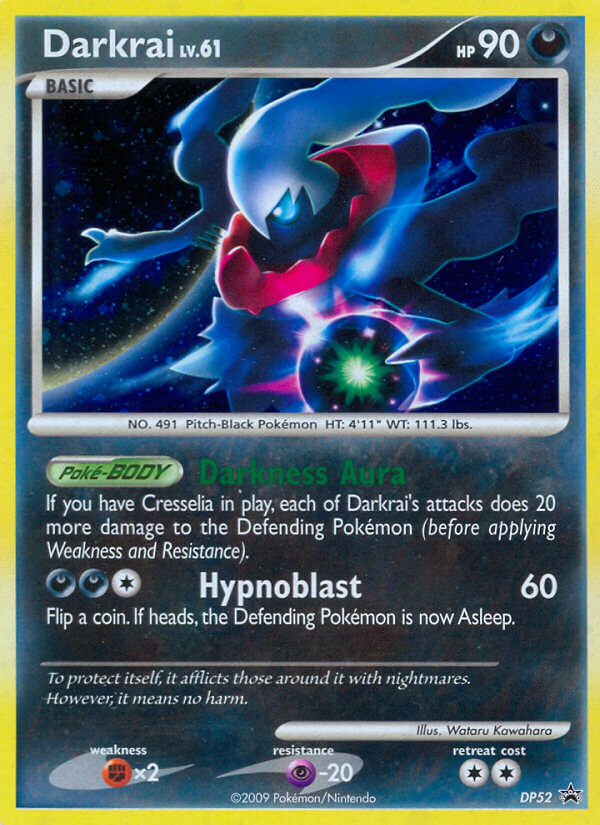 Darkrai LV.61 HP 90
BASIC
NO. 491 Pitch-Black Pokémon HT: 4'11" WT: 111.3 lbs.
Poké-BODY Darkness Aura
If you have Cresselia in play, each of Darkrai's attacks does 20
more damage to the Defending Pokémon (before applying
Weakness and Resistance).
Hypnoblast 60
Flip a coin. If heads, the Defending Pokémon is now Asleep.
To protect itself, it afflicts those around it with nightmares.
However, it means no harm.
Illus. Wataru Kawahara
weakness resistance retreat cost
×2 -20
©2009 Pokémon/Nintendo DP52